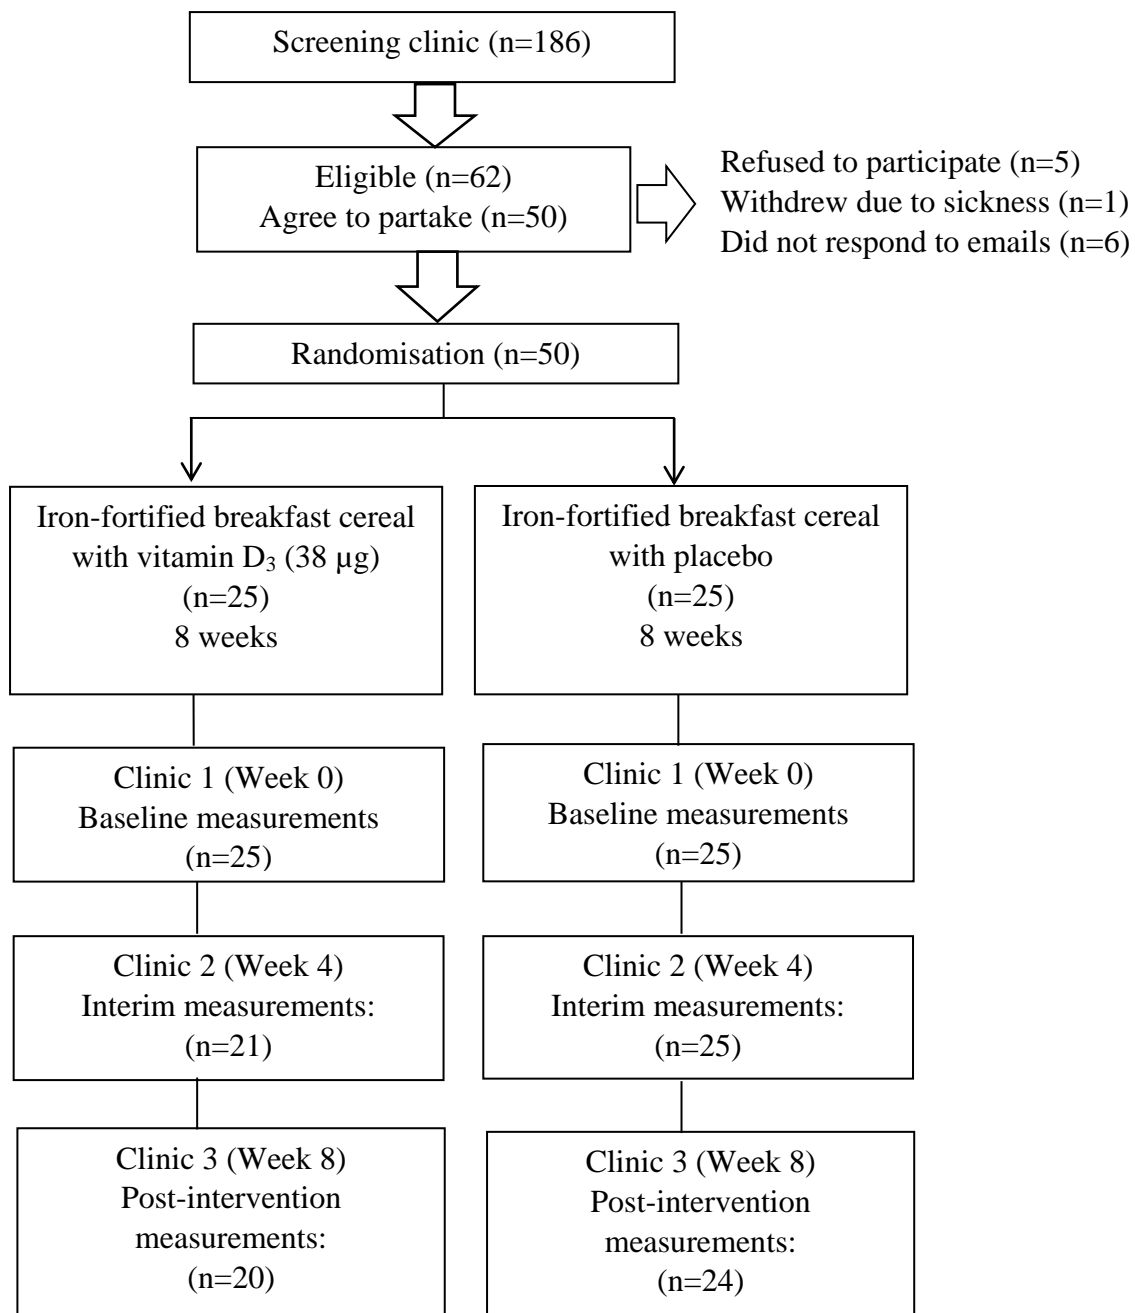 Screening clinic (n=186)
Eligible (n=62)
Agree to partake (n=50)
Refused to participate (n=5)
Withdrew due to sickness (n=1)
Did not respond to emails (n=6)
Randomisation (n=50)
Iron-fortified breakfast cereal
with vitamin D₃ (38 µg)
(n=25)
8 weeks
Iron-fortified breakfast cereal
with placebo
(n=25)
8 weeks
Clinic 1 (Week 0)
Baseline measurements
(n=25)
Clinic 1 (Week 0)
Baseline measurements
(n=25)
Clinic 2 (Week 4)
Interim measurements:
(n=21)
Clinic 2 (Week 4)
Interim measurements:
(n=25)
Clinic 3 (Week 8)
Post-intervention
measurements:
(n=20)
Clinic 3 (Week 8)
Post-intervention
measurements:
(n=24)